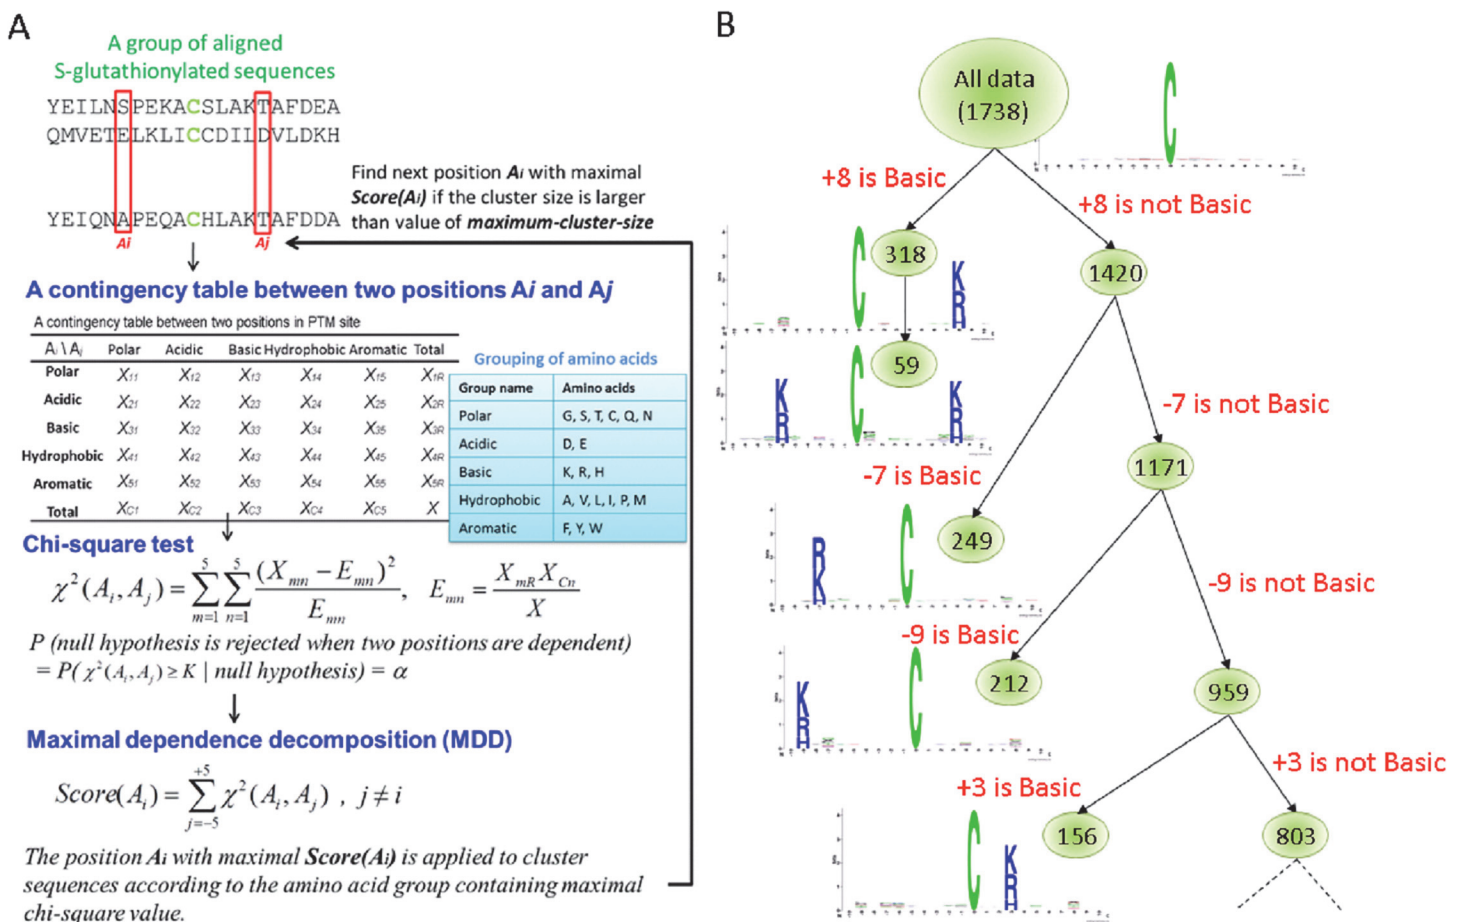 A
A group of aligned
S-glutathionylated sequences
YEILNSPEKACSLAKTAFDEA
QMVETELKLICCDILDVLDKH
YEIQNAPEQACHLAKTAFDDA
Ai Aj
Find next position Ai with maximal
Score(Ai) if the cluster size is larger
than value of maximum-cluster-size
A contingency table between two positions Ai and Aj
A contingency table between two positions in PTM site
Ai \ Aj Polar Acidic Basic Hydrophobic Aromatic Total
Polar X11 X12 X13 X14 X15 X1R
Acidic X21 X22 X23 X24 X25 X2R
Basic X31 X32 X33 X34 X35 X3R
Hydrophobic X41 X42 X43 X44 X45 X4R
Aromatic X51 X52 X53 X54 X55 X5R
Total XC1 XC2 XC3 XC4 XC5 X
Grouping of amino acids
Group name Amino acids
Polar G, S, T, C, Q, N
Acidic D, E
Basic K, R, H
Hydrophobic A, V, L, I, P, M
Aromatic F, Y, W
Chi-square test
χ²(Ai, Aj) = ∑m=1^5 ∑n=1^5 (Xmn − Emn)² / Emn, Emn = XmR XCn / X
P (null hypothesis is rejected when two positions are dependent)
= P( χ²(Ai, Aj) ≥ K | null hypothesis) = α
Maximal dependence decomposition (MDD)
Score(Ai) = ∑j=−5^+5 χ²(Ai, Aj) , j ≠ i
The position Ai with maximal Score(Ai) is applied to cluster
sequences according to the amino acid group containing maximal
chi-square value.
B
All data
(1738)
C
+8 is Basic
+8 is not Basic
318
C
K
R
H
1420
59
K
R
C
K
R
-7 is not Basic
1171
-7 is Basic
249
R
K
C
-9 is not Basic
-9 is Basic
212
K
R
H
C
959
+3 is not Basic
+3 is Basic
156
C
K
R
H
803